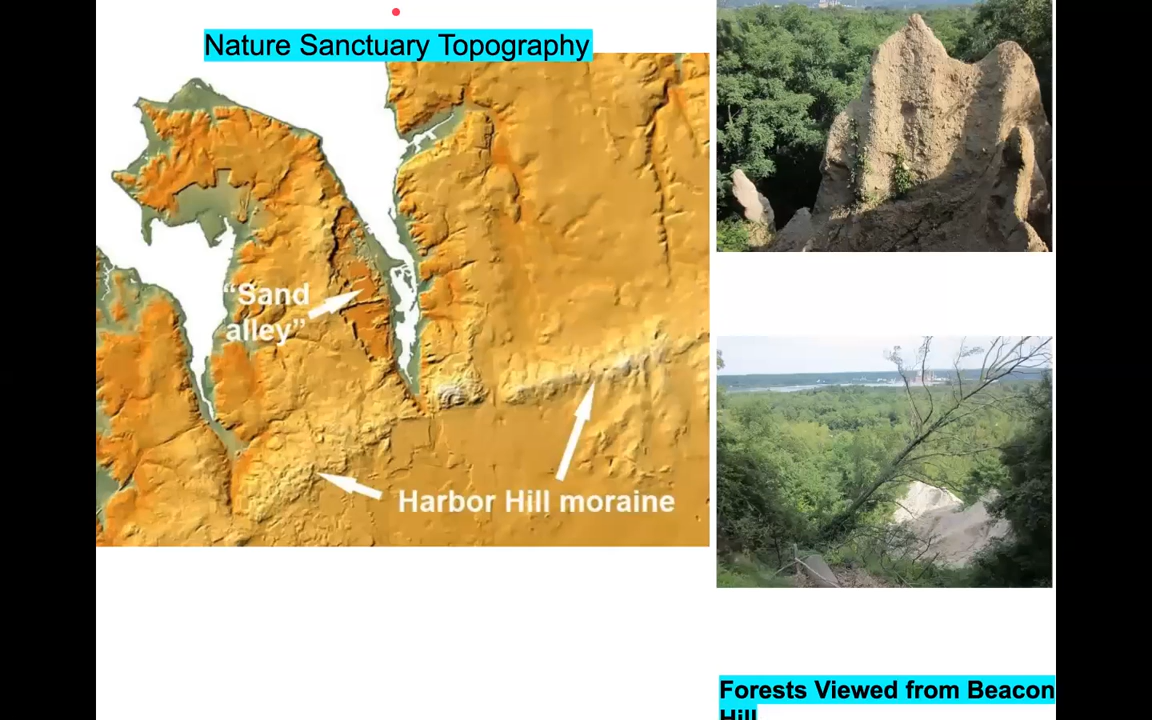 Nature Sanctuary Topography
“Sand
alley”
Harbor Hill moraine
Forests Viewed from Beacon
Hill